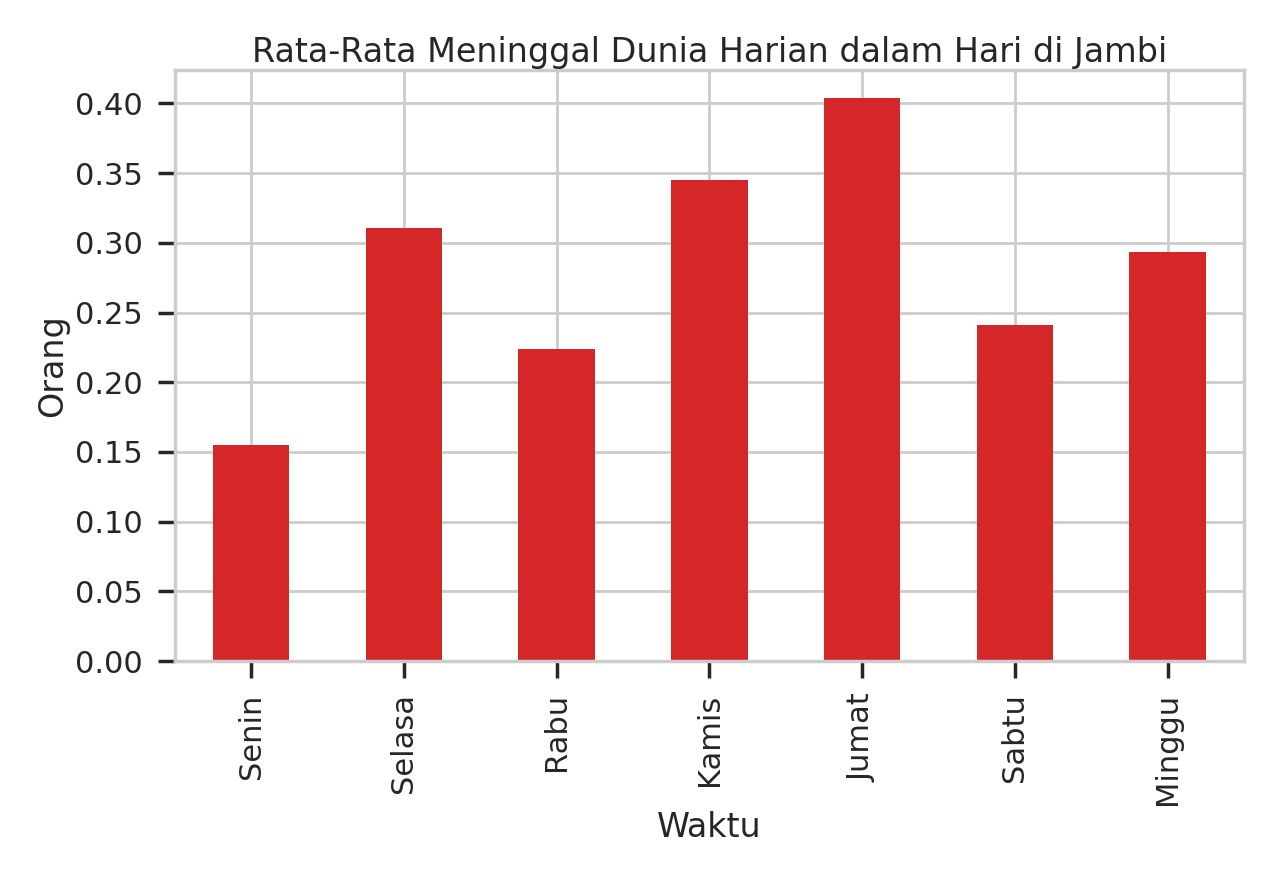 Rata-Rata Meninggal Dunia Harian dalam Hari di Jambi
0.40
0.35
0.30
0.25
0.20
0.15
0.10
0.05
0.00
Orang
Senin
Selasa
Rabu
Kamis
Jumat
Sabtu
Minggu
Waktu